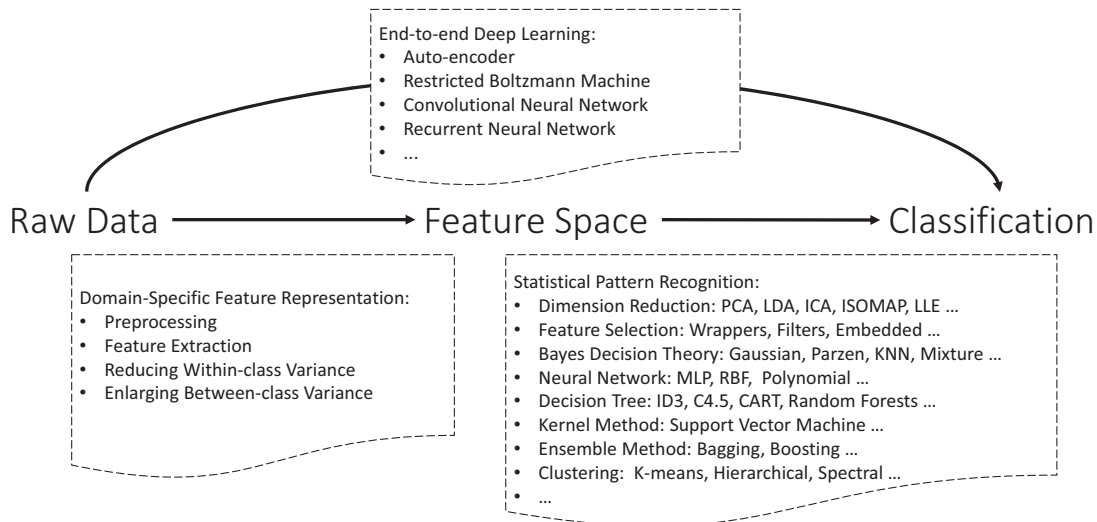 End-to-end Deep Learning:
• Auto-encoder
• Restricted Boltzmann Machine
• Convolutional Neural Network
• Recurrent Neural Network
• ...
Raw Data
Feature Space
Classification
Domain-Specific Feature Representation:
• Preprocessing
• Feature Extraction
• Reducing Within-class Variance
• Enlarging Between-class Variance
Statistical Pattern Recognition:
• Dimension Reduction: PCA, LDA, ICA, ISOMAP, LLE ...
• Feature Selection: Wrappers, Filters, Embedded ...
• Bayes Decision Theory: Gaussian, Parzen, KNN, Mixture ...
• Neural Network: MLP, RBF, Polynomial ...
• Decision Tree: ID3, C4.5, CART, Random Forests ...
• Kernel Method: Support Vector Machine ...
• Ensemble Method: Bagging, Boosting ...
• Clustering: K-means, Hierarchical, Spectral ...
• ...